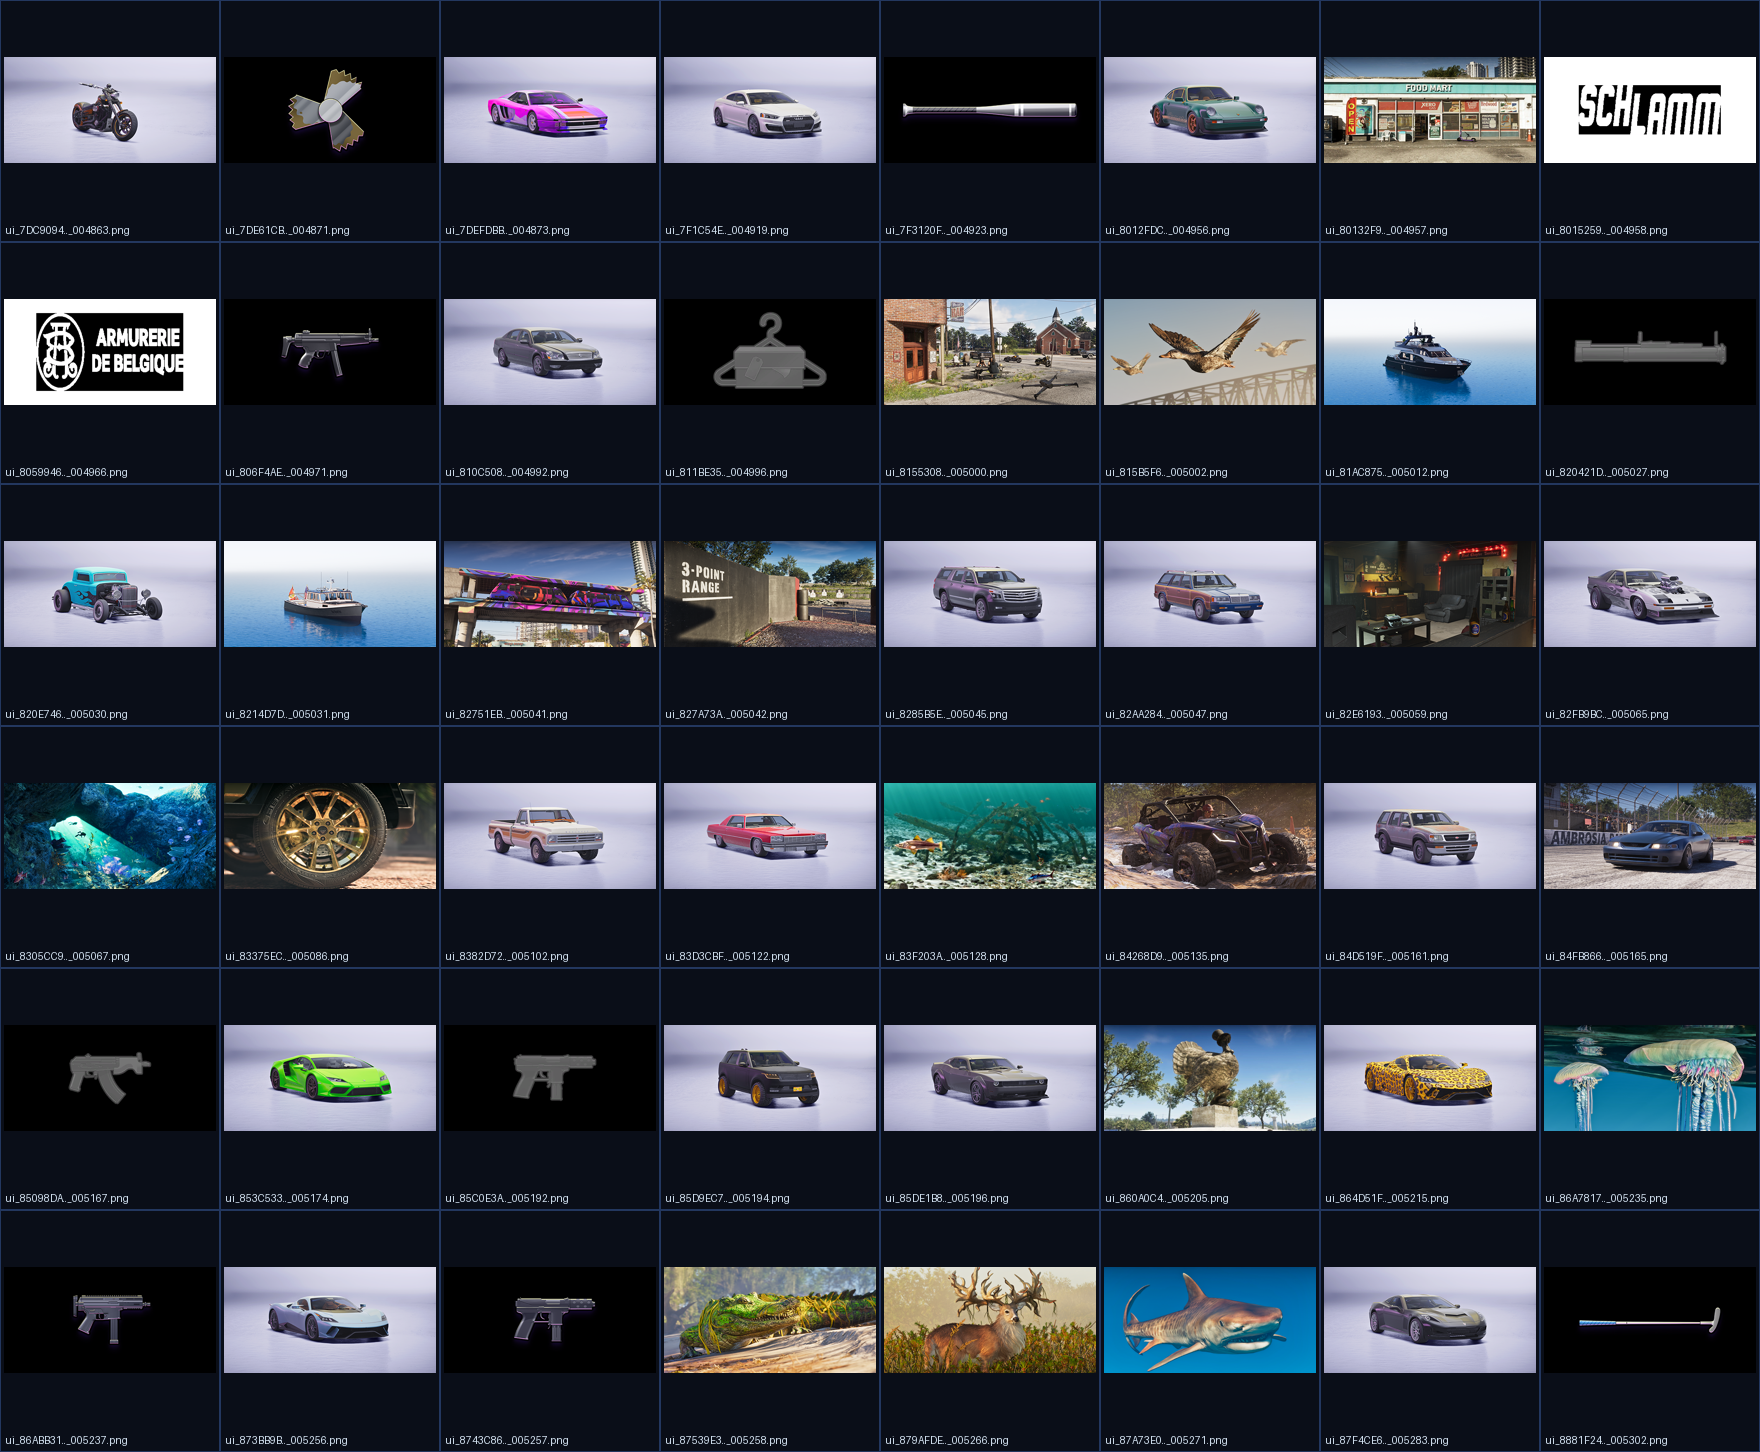 ui_7DC9094.._004863.png
ui_7DE61CB.._004871.png
ui_7DEFDBB.._004873.png
ui_7F1C54E.._004919.png
ui_7F3120F.._004923.png
FOOD MART
XERO
OPEN
ui_8012FDC.._004956.png
ui_80132F9.._004957.png
SCHLAMM
ui_8015259.._004958.png
ARMURERIE
DE BELGIQUE
ui_8059946.._004966.png
ui_806F4AE.._004971.png
ui_810C508.._004992.png
ui_811BE35.._004996.png
ui_8155308.._005000.png
ui_815B5F6.._005002.png
ui_81AC875.._005012.png
ui_820421D.._005027.png
3-POINT
RANGE
ui_820E746.._005030.png
ui_8214D7D.._005031.png
ui_82751EB.._005041.png
ui_827A73A.._005042.png
ui_8285B5E.._005045.png
ui_82AA284.._005047.png
ui_82E6193.._005059.png
ui_82FB9BC.._005065.png
AMBROSIA
ui_8305CC9.._005067.png
ui_83375EC.._005086.png
ui_8382D72.._005102.png
ui_83D3CBF.._005122.png
ui_83F203A.._005128.png
ui_84268D9.._005135.png
ui_84D519F.._005161.png
ui_84FB866.._005165.png
ui_85098DA.._005167.png
ui_853C533.._005174.png
ui_85C0E3A.._005192.png
ui_85D9EC7.._005194.png
ui_85DE1B8.._005196.png
ui_860A0C4.._005205.png
ui_864D51F.._005215.png
ui_86A7817.._005235.png
ui_86ABB31.._005237.png
ui_873BB9B.._005256.png
ui_8743C86.._005257.png
ui_87539E3.._005258.png
ui_879AFDE.._005266.png
ui_87A73E0.._005271.png
ui_87F4CE6.._005283.png
ui_8881F24.._005302.png